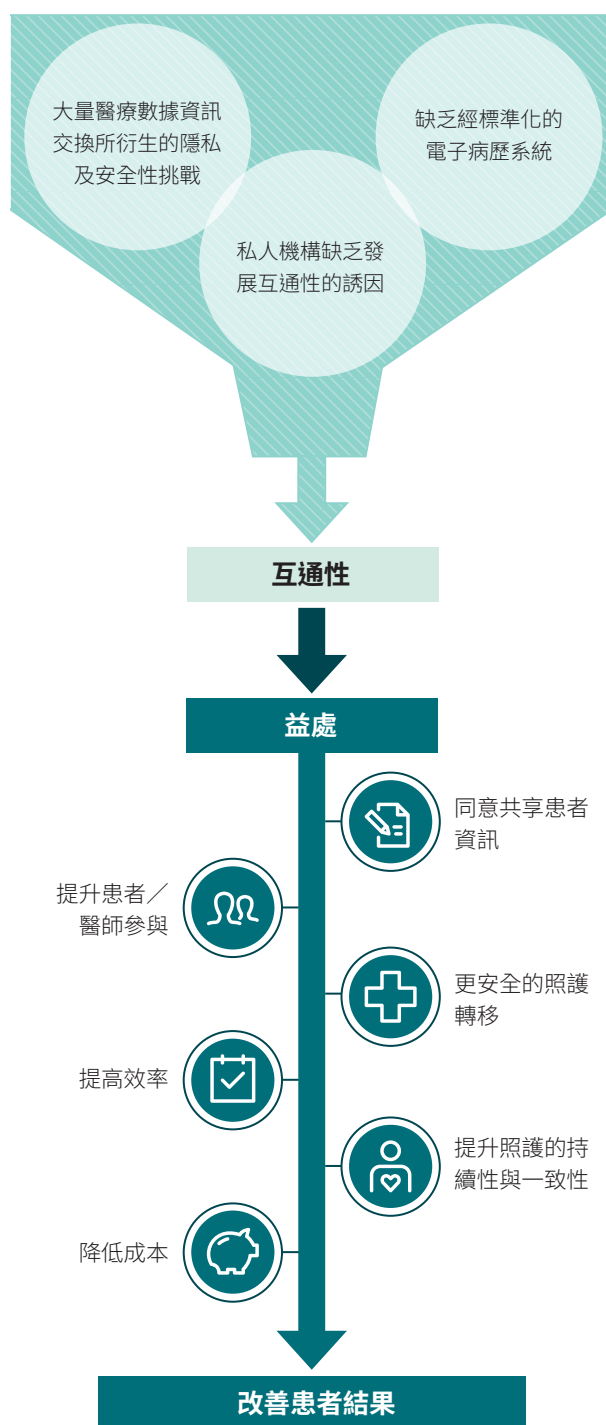 大量醫療數據資訊
交換所衍生的隱私
及安全性挑戰
缺乏經標準化的
電子病歷系統
私人機構缺乏發
展互通性的誘因
互通性
益處
同意共享患者
資訊
提升患者／
醫師參與
更安全的照護
轉移
提高效率
提升照護的持
續性與一致性
降低成本
改善患者結果